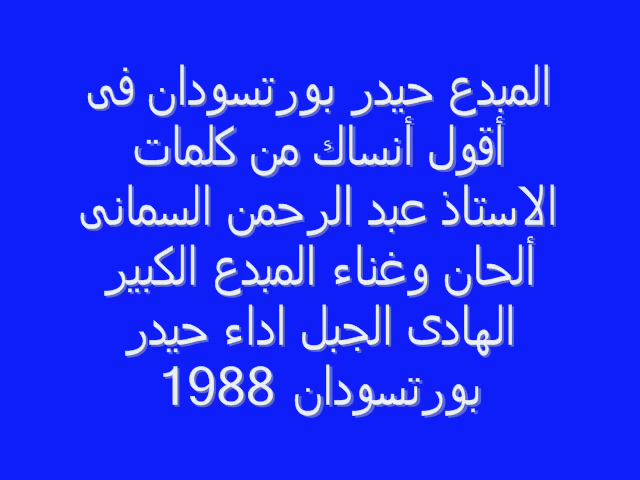 المبدع حيدر بورتسودان فى
أقول أنساك من كلمات
الاستاذ عبد الرحمن السمانى
ألحان وغناء المبدع الكبير
الهادى الجبل اداء حيدر
بورتسودان 1988